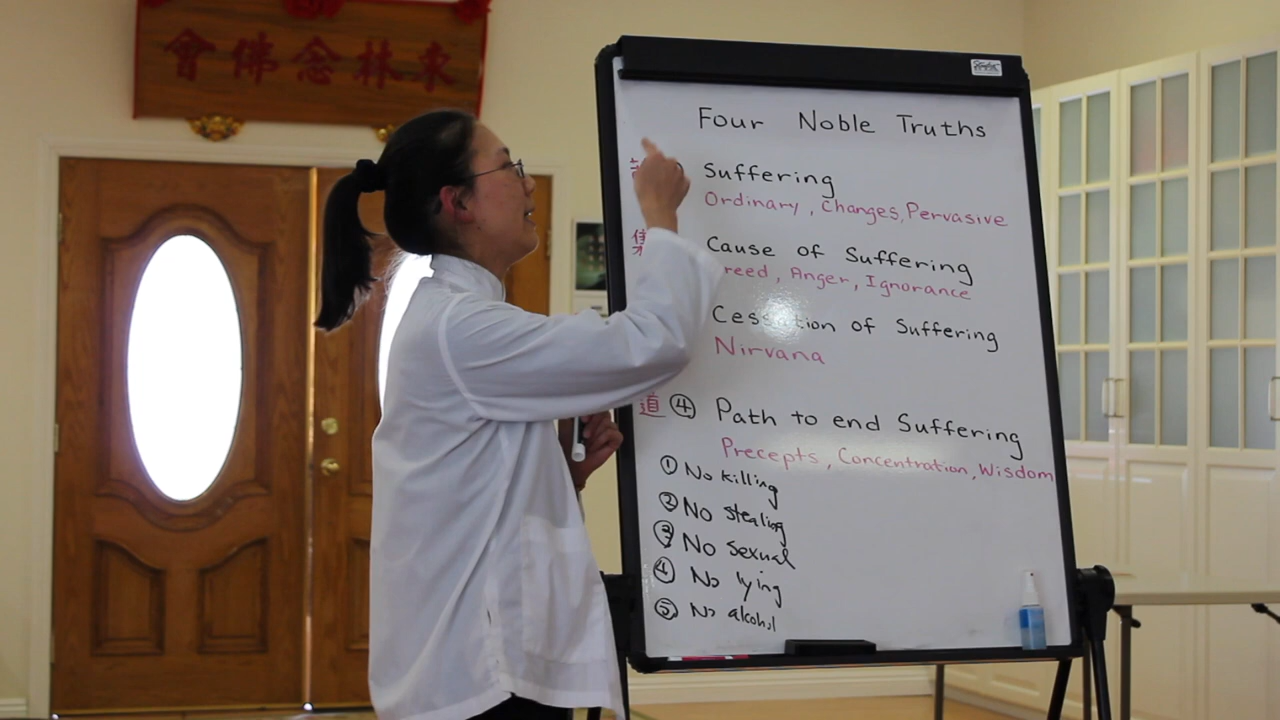 會佛念林東
Four Noble Truths
Suffering
Ordinary, Changes, Pervasive
集 Cause of Suffering
reed, Anger, Ignorance
of Suffering
Nirvana
道 ④ Path to end Suffering
Precepts, Concentration, Wisdom
① No killing
② No stealing
③ No sexual
④ No lying
⑤ No alcohol